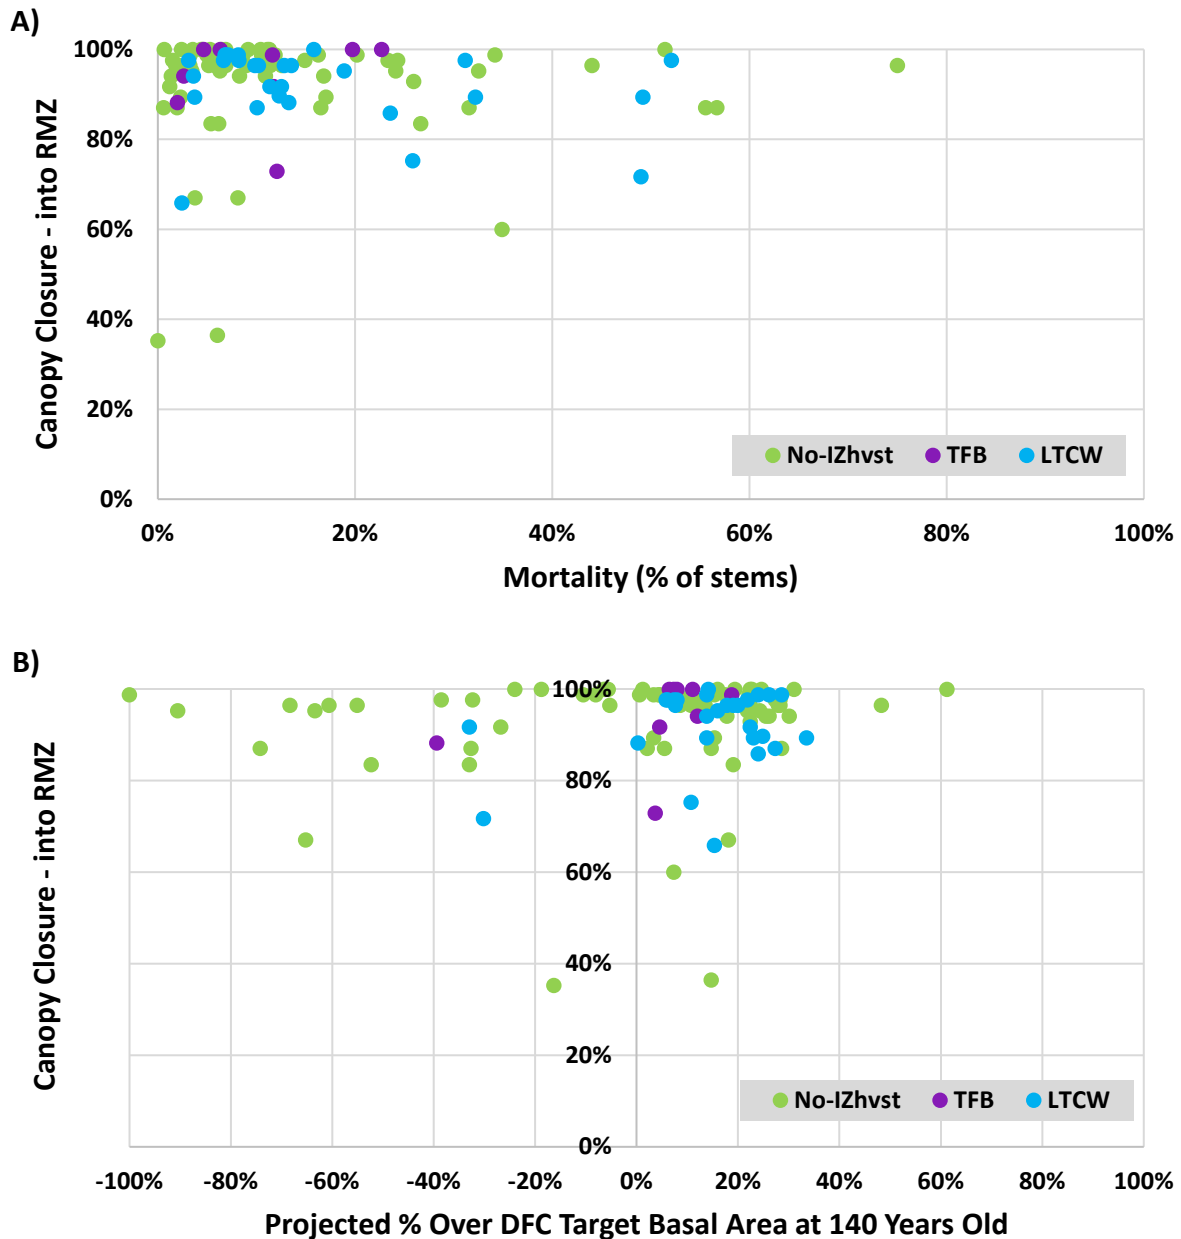 A)
Canopy Closure - into RMZ
100%
80%
60%
40%
20%
0%
No-IZhvst TFB LTCW
0% 20% 40% 60% 80% 100%
Mortality (% of stems)
B)
Canopy Closure - into RMZ
100%
80%
60%
40%
20%
0%
No-IZhvst TFB LTCW
-100% -80% -60% -40% -20% 0% 20% 40% 60% 80% 100%
Projected % Over DFC Target Basal Area at 140 Years Old